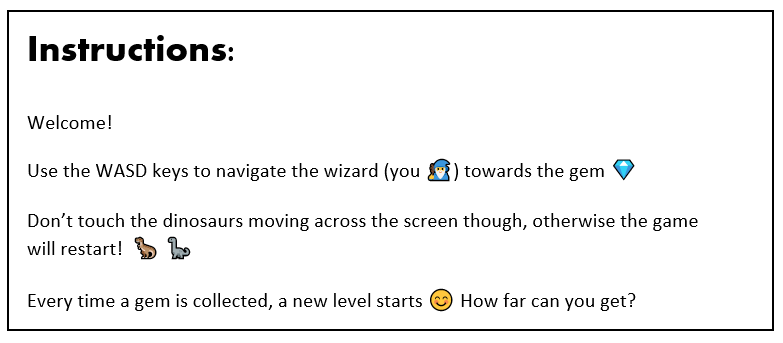 Instructions:
Welcome!
Use the WASD keys to navigate the wizard (you 🧙) towards the gem 💎
Don’t touch the dinosaurs moving across the screen though, otherwise the game
will restart! 🦖 🦕
Every time a gem is collected, a new level starts 😊 How far can you get?